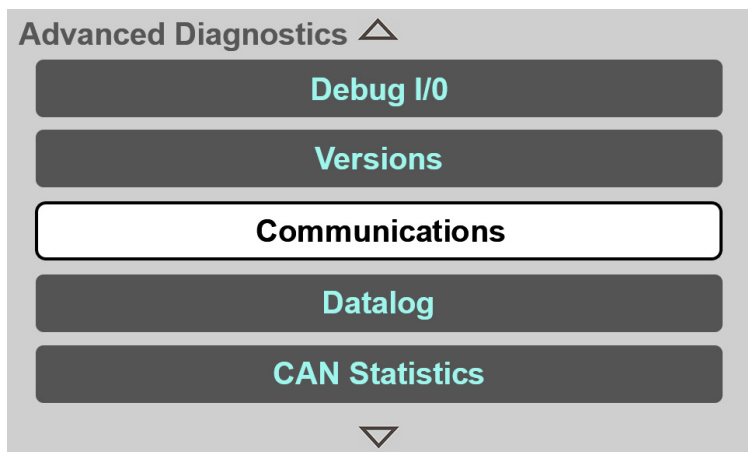 Advanced Diagnostics
Debug I/0
Versions
Communications
Datalog
CAN Statistics